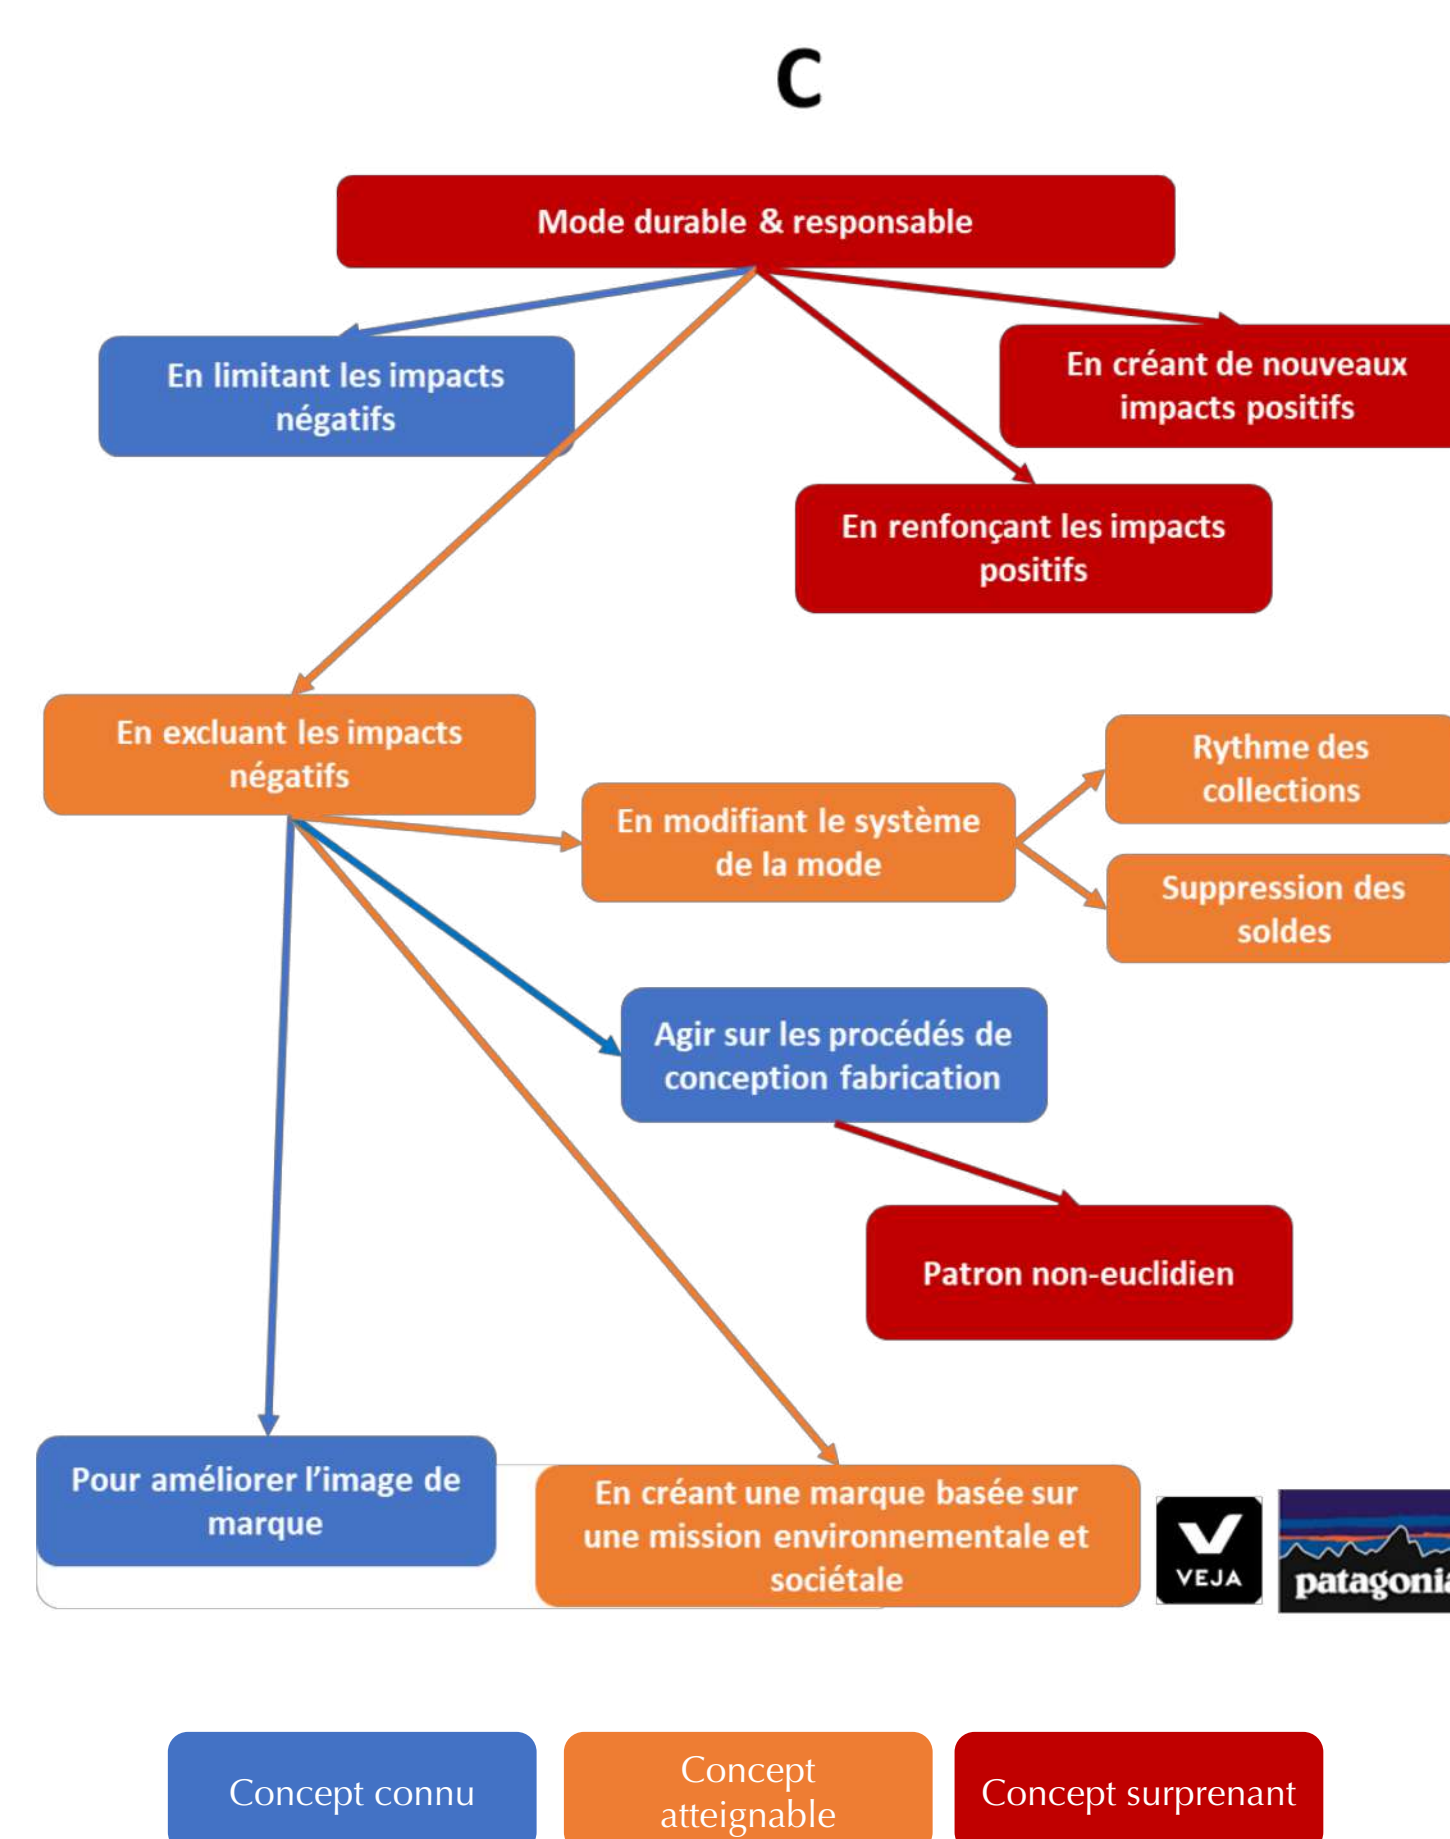 C
Mode durable & responsable
En limitant les impacts
négatifs
En créant de nouveaux
impacts positifs
En renfonçant les impacts
positifs
En excluant les impacts
négatifs
En modifiant le système
de la mode
Rythme des
collections
Suppression des
soldes
Agir sur les procédés de
conception fabrication
Patron non-euclidien
Pour améliorer l'image de
marque
En créant une marque basée sur
une mission environnementale et
sociétale
VEJA
patagonia
Concept connu
Concept
atteignable
Concept surprenant